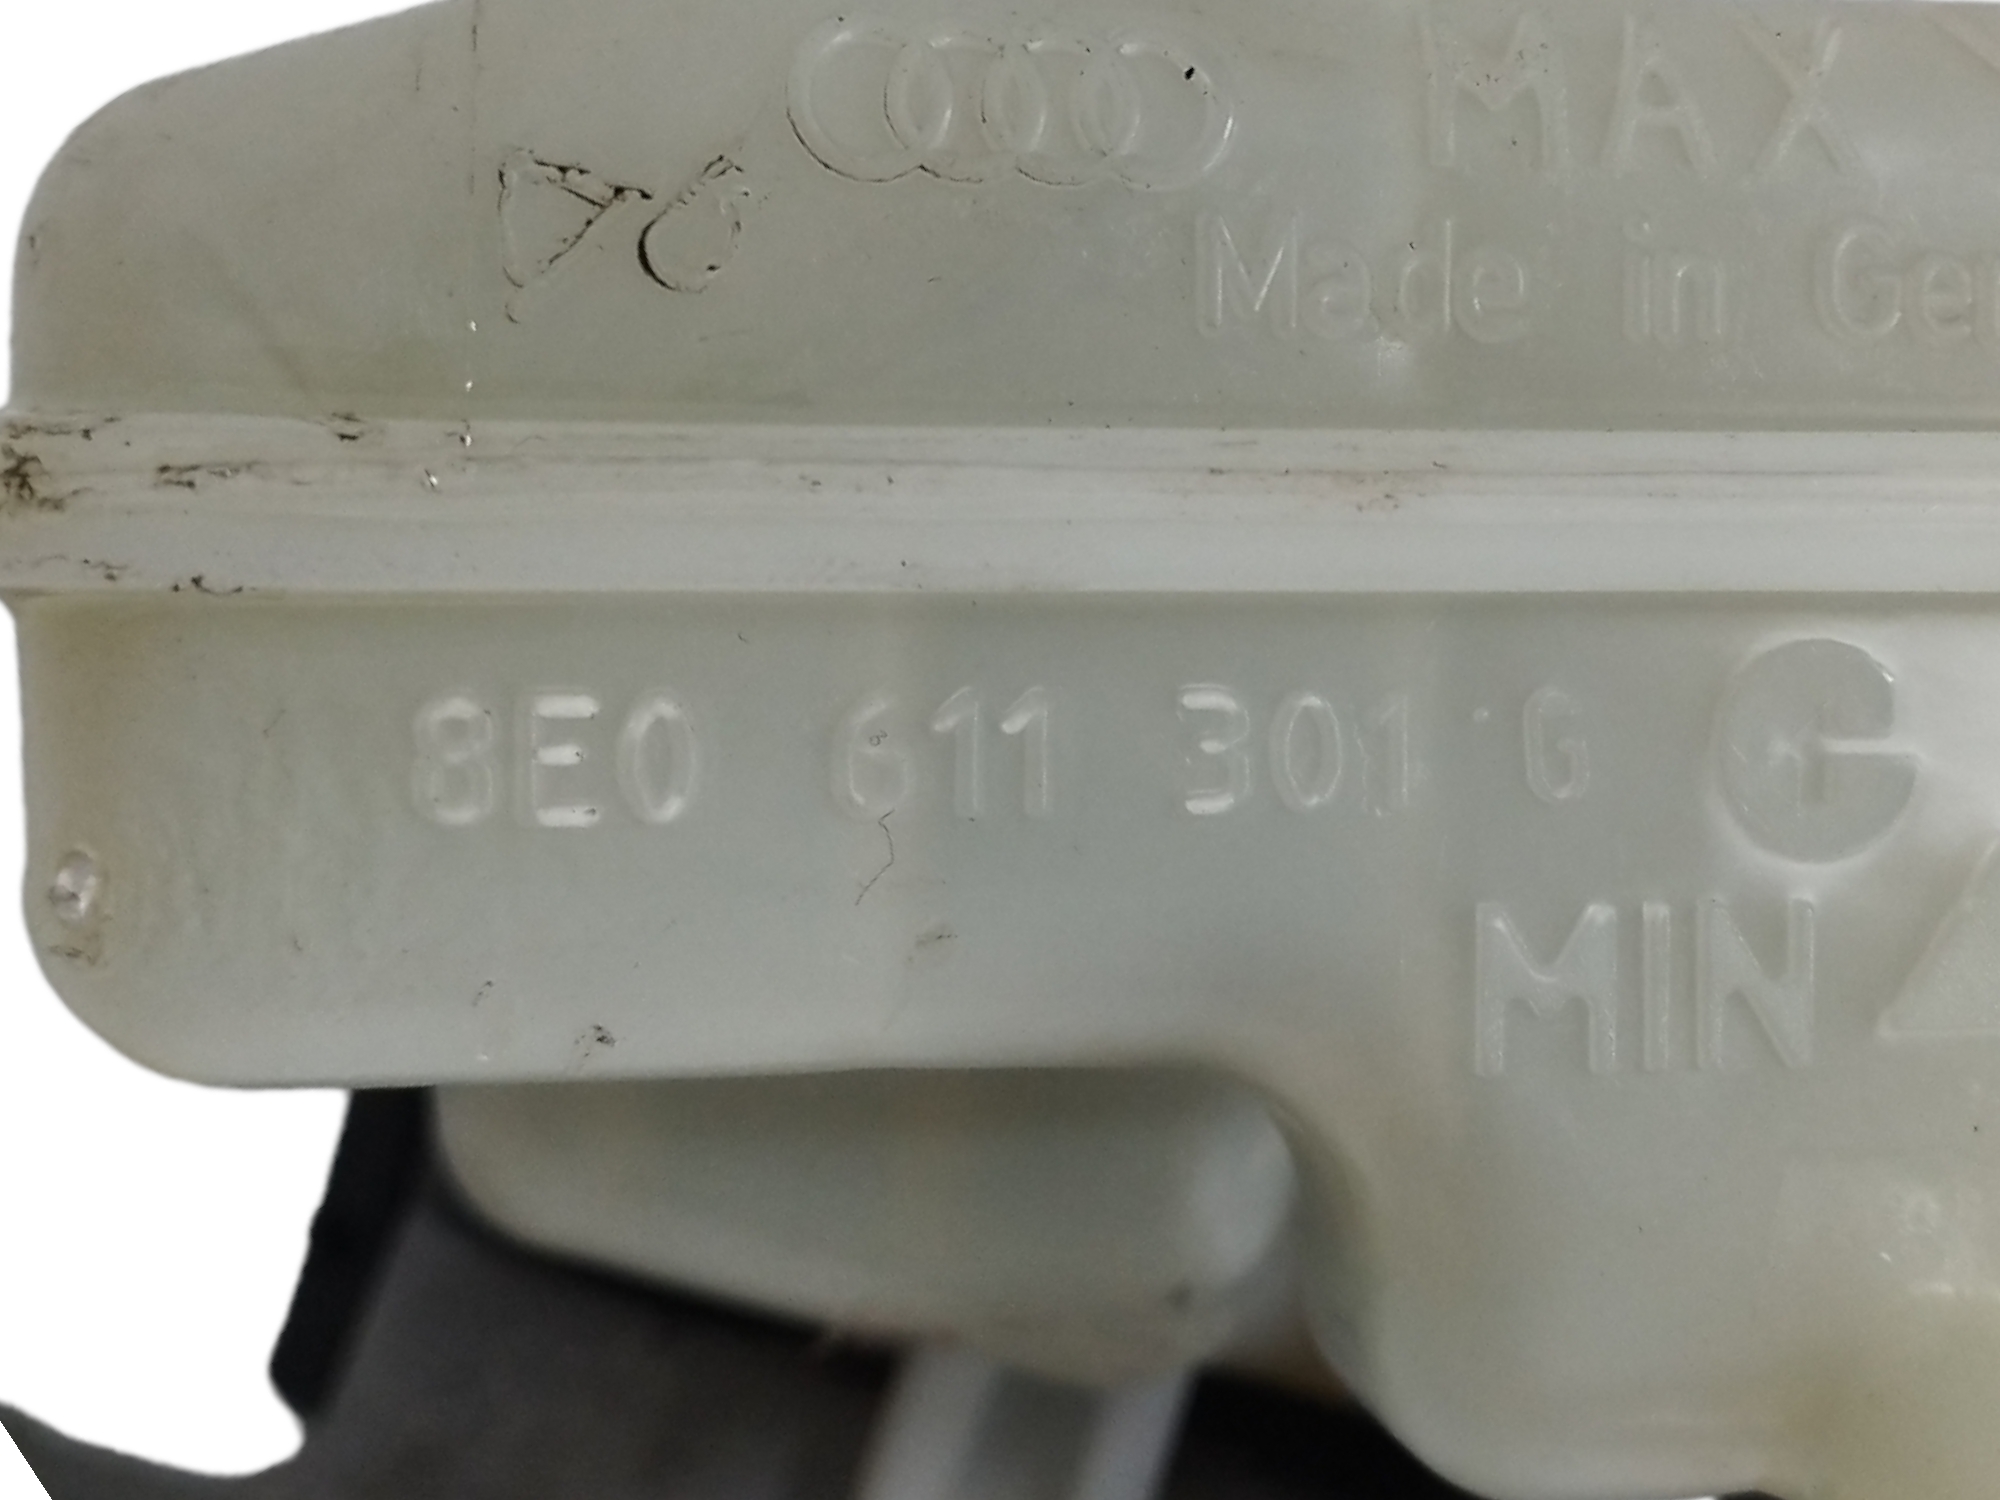 MAX
Made in Ger
8E0 611 301 G
MIN